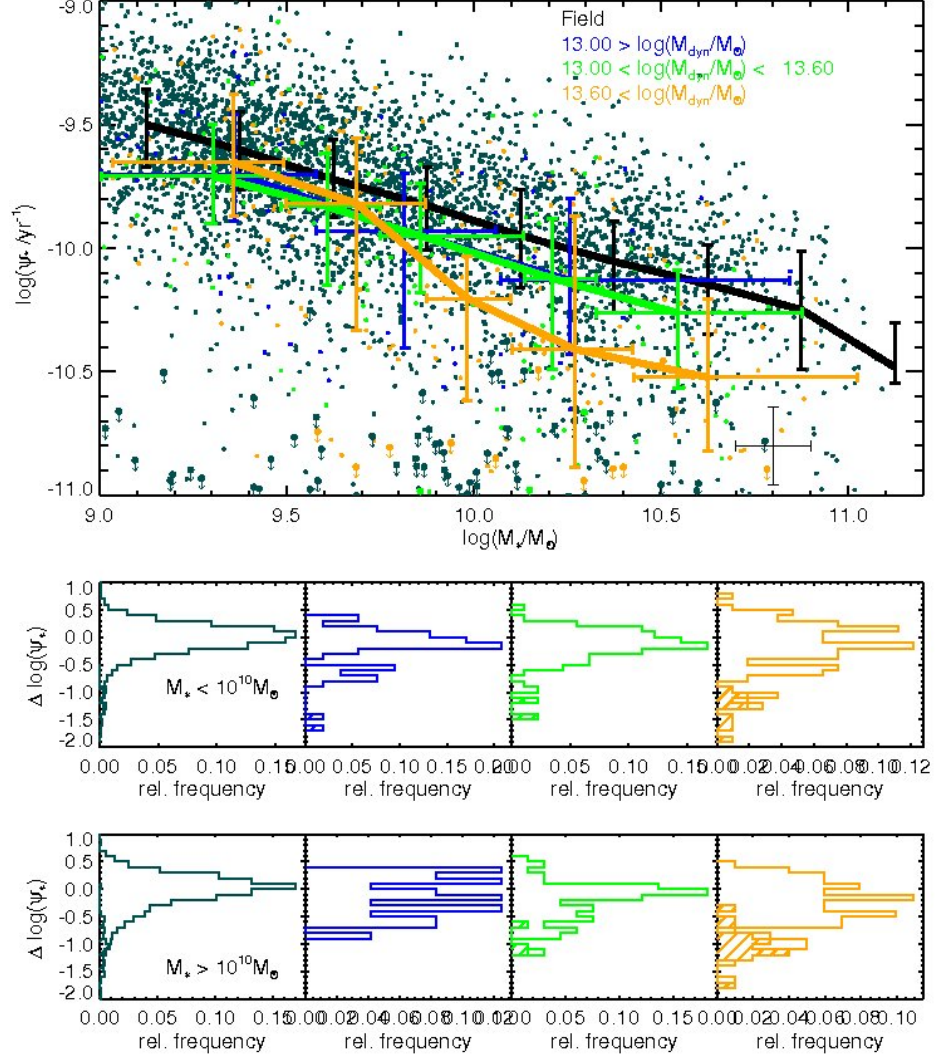 Field
13.00 > log(M_dyn/M_⊙)
13.00 < log(M_dyn/M_⊙) < 13.60
13.60 < log(M_dyn/M_⊙)
-9.0
-9.5
-10.0
-10.5
-11.0
log(ψ* /yr⁻¹)
9.0 9.5 10.0 10.5 11.0
log(M*/M_⊙)
1.0
0.5
0.0
-0.5
-1.0
-1.5
-2.0
Δ log(ψ*)
M* < 10¹⁰M_⊙
0.00 0.05 0.10 0.15 0.00 0.05 0.10 0.15 0.00 0.05 0.10 0.15 0.00 0.02 0.04 0.06 0.08 0.10 0.12
rel. frequency rel. frequency rel. frequency rel. frequency
1.0
0.5
0.0
-0.5
-1.0
-1.5
-2.0
Δ log(ψ*)
M* > 10¹⁰M_⊙
0.00 0.05 0.10 0.15 0.00 0.02 0.04 0.06 0.08 0.10 0.12 0.00 0.05 0.10 0.15 0.00 0.02 0.04 0.06 0.08 0.10
rel. frequency rel. frequency rel. frequency rel. frequency